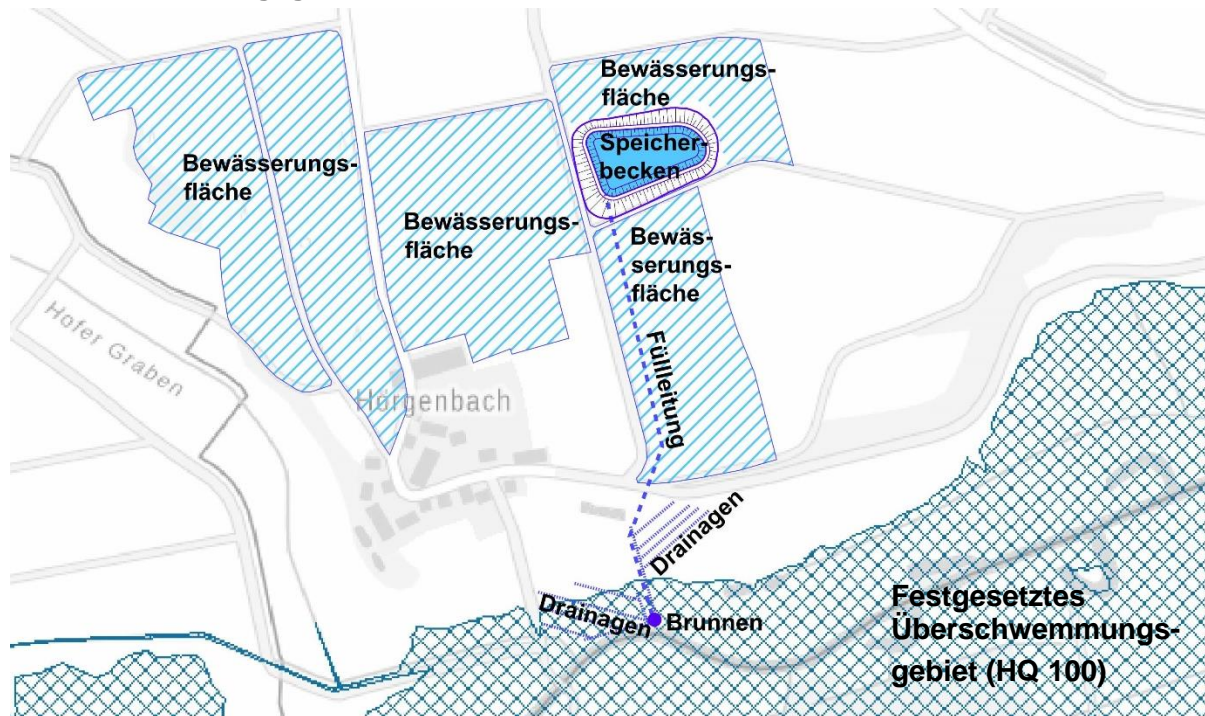 Bewässerungs-
fläche
Speicher-
becken
Bewässerungs-
fläche
Bewässerungs-
fläche
Bewäs-
serungs-
fläche
Hofer Graben
Füllleitung
Hörgenbach
Drainagen
Drainagen
Brunnen
Festgesetztes
Überschwemmungs-
gebiet (HQ 100)